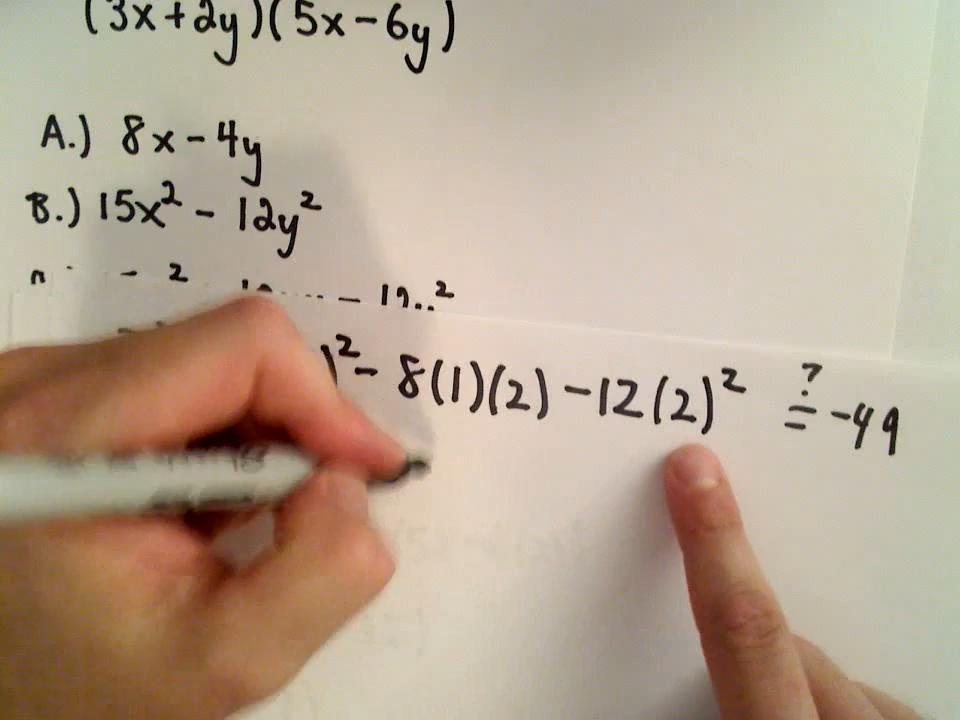 (3x+2y)(5x-6y)
A.) 8x-4y
B.) 15x² - 12y²
)² - 8(1)(2) -12(2)² ?= -49